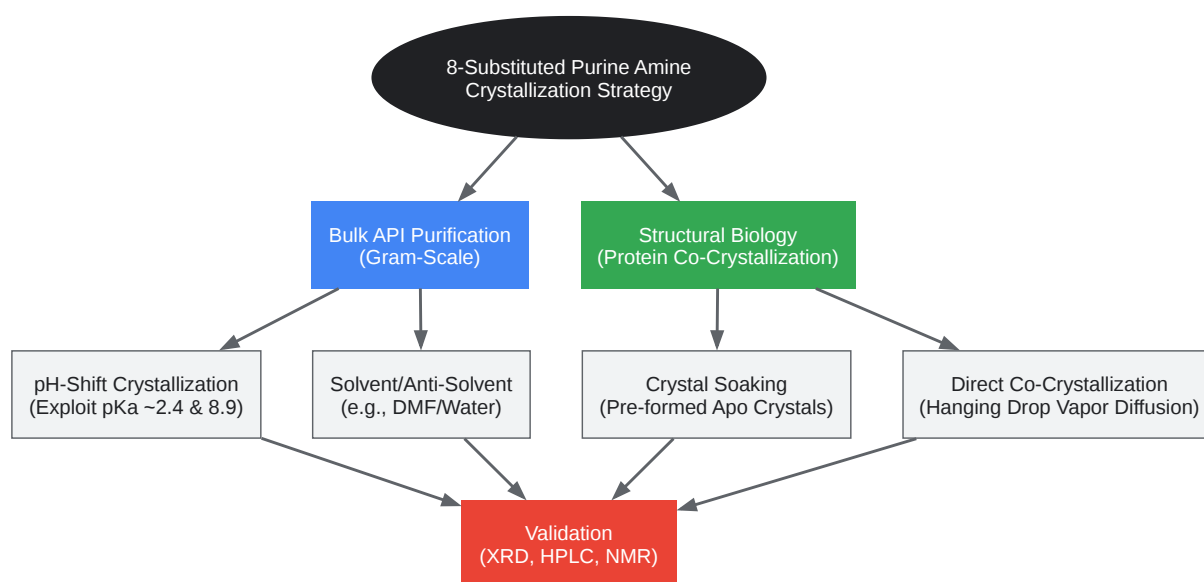 8-Substituted Purine Amine
Crystallization Strategy
Bulk API Purification
(Gram-Scale)
Structural Biology
(Protein Co-Crystallization)
pH-Shift Crystallization
(Exploit pKa ~2.4 & 8.9)
Solvent/Anti-Solvent
(e.g., DMF/Water)
Crystal Soaking
(Pre-formed Apo Crystals)
Direct Co-Crystallization
(Hanging Drop Vapor Diffusion)
Validation
(XRD, HPLC, NMR)